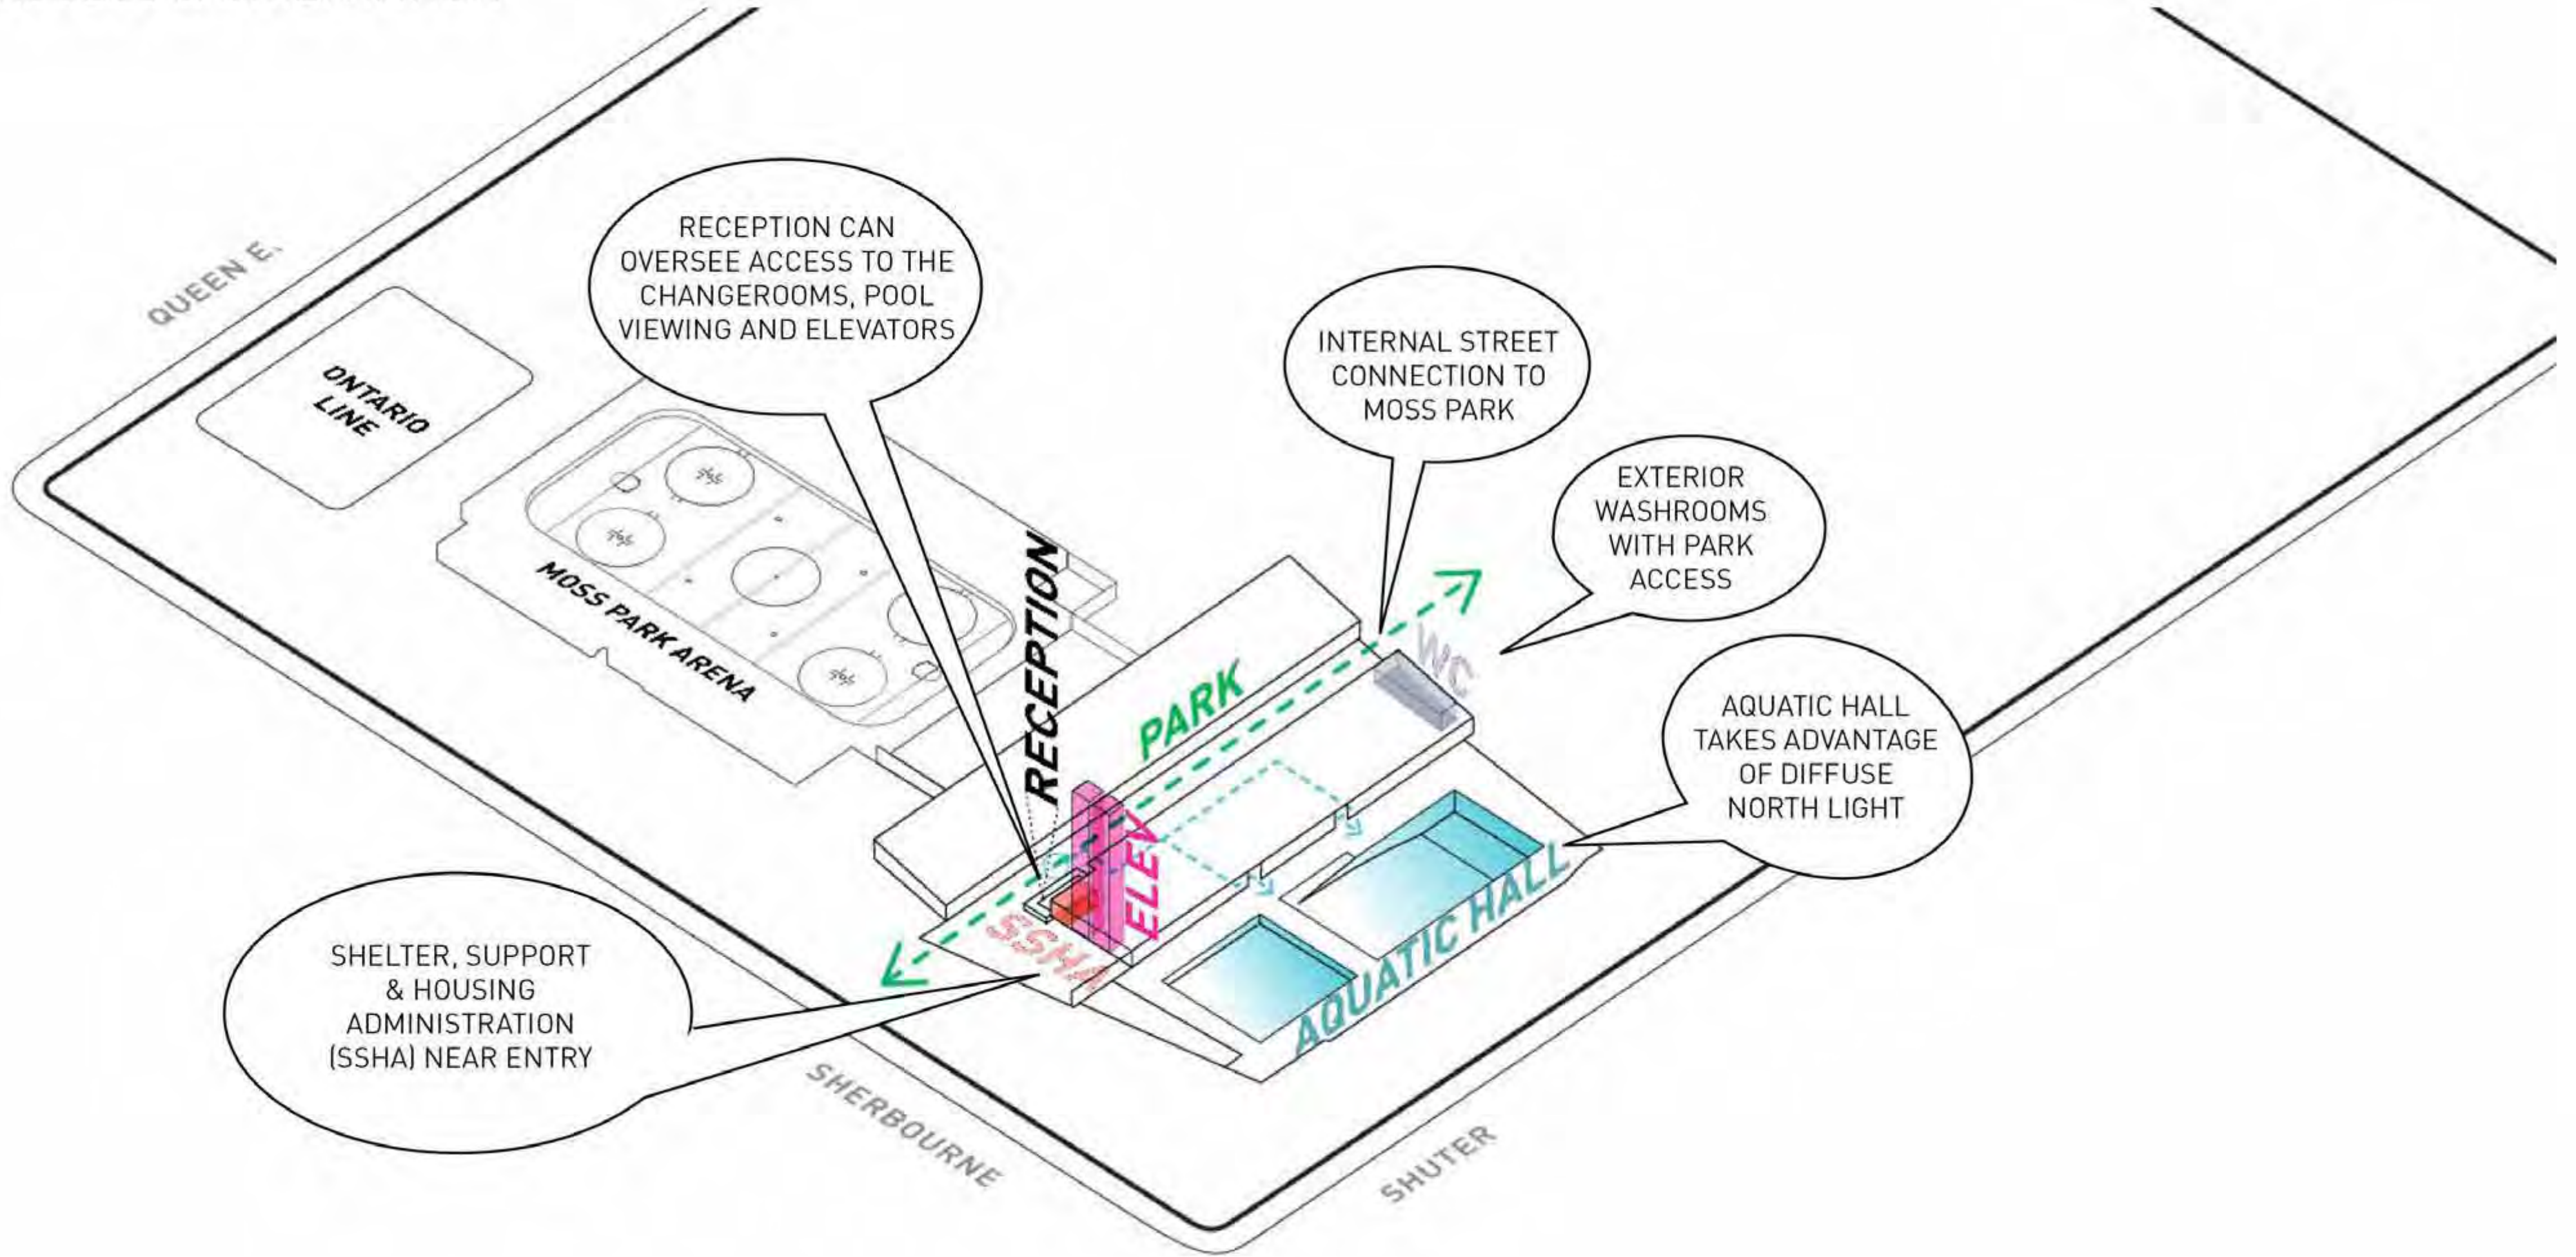 RECEPTION CAN
OVERSEE ACCESS TO THE
CHANGEROOMS, POOL
VIEWING AND ELEVATORS
QUEEN E.
INTERNAL STREET
CONNECTION TO
MOSS PARK
ONTARIO
LINE
EXTERIOR
WASHROOMS
WITH PARK
ACCESS
RECEPTION
MOSS PARK ARENA
WC
PARK
AQUATIC HALL
TAKES ADVANTAGE
OF DIFFUSE
NORTH LIGHT
ELEV
SSHA
AQUATIC HALL
SHELTER, SUPPORT
& HOUSING
ADMINISTRATION
(SSHA) NEAR ENTRY
SHERBOURNE
SHUTER